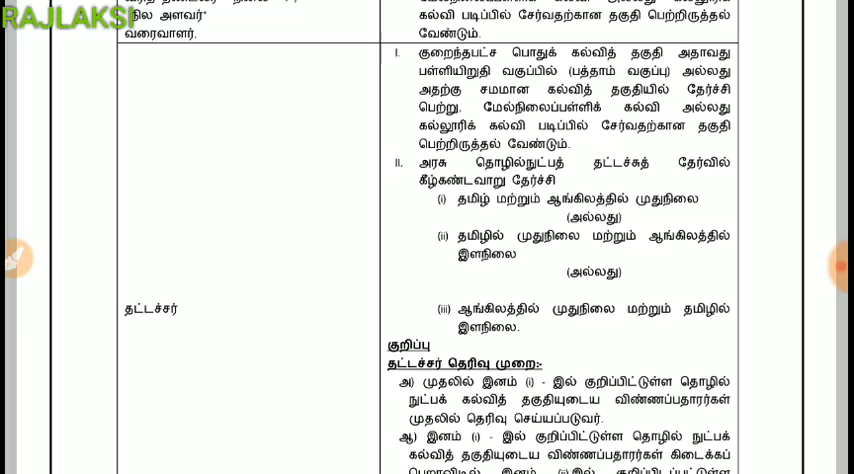 RAJLAKSI
நில அளவர்*
வரைவாளர்.
கல்வி படிப்பில் சேர்வதற்கான தகுதி பெற்றிருத்தல்
வேண்டும்.
I. குறைந்தபட்ச பொதுக் கல்வித் தகுதி அதாவது
பள்ளியிறுதி வகுப்பில் (பத்தாம் வகுப்பு) அல்லது
அதற்கு சமமான கல்வித் தகுதியில் தேர்ச்சி
பெற்று, மேல்நிலைப்பள்ளிக் கல்வி அல்லது
கல்லூரிக் கல்வி படிப்பில் சேர்வதற்கான தகுதி
பெற்றிருத்தல் வேண்டும்.
II. அரசு தொழில்நுட்பத் தட்டச்சுத் தேர்வில்
கீழ்கண்டவாறு தேர்ச்சி
(i) தமிழ் மற்றும் ஆங்கிலத்தில் முதுநிலை
(அல்லது)
(ii) தமிழில் முதுநிலை மற்றும் ஆங்கிலத்தில்
இளநிலை
(அல்லது)
தட்டச்சர்
(iii) ஆங்கிலத்தில் முதுநிலை மற்றும் தமிழில்
இளநிலை.
குறிப்பு
தட்டச்சர் தெரிவு முறை:-
அ) முதலில் இனம் (i) - இல் குறிப்பிட்டுள்ள தொழில்
நுட்பக் கல்வித் தகுதியுடைய விண்ணப்பதாரர்கள்
முதலில் தெரிவு செய்யப்படுவர்.
ஆ) இனம் (i) - இல் குறிப்பிட்டுள்ள தொழில் நுட்பக்
கல்வித் தகுதியுடைய விண்ணப்பதாரர்கள் கிடைக்கப்